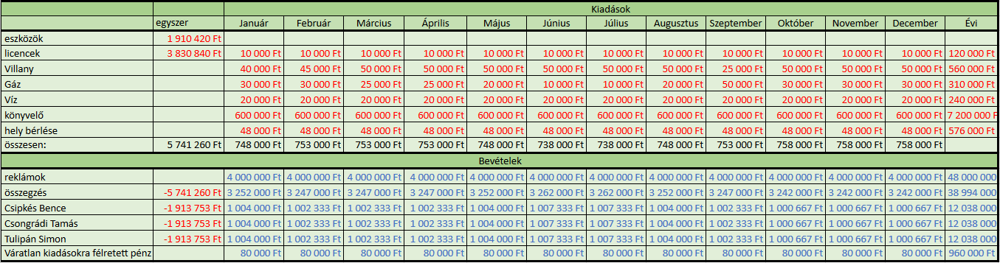 Kiadások
egyszer Január Február Március Április Május Június Július Augusztus Szeptember Október November December Évi
eszközök 1 910 420 Ft
licencek 3 830 840 Ft 10 000 Ft 10 000 Ft 10 000 Ft 10 000 Ft 10 000 Ft 10 000 Ft 10 000 Ft 10 000 Ft 10 000 Ft 10 000 Ft 10 000 Ft 10 000 Ft 120 000 Ft
Villany 40 000 Ft 45 000 Ft 50 000 Ft 50 000 Ft 50 000 Ft 50 000 Ft 50 000 Ft 50 000 Ft 25 000 Ft 50 000 Ft 50 000 Ft 50 000 Ft 560 000 Ft
Gáz 30 000 Ft 30 000 Ft 25 000 Ft 25 000 Ft 20 000 Ft 10 000 Ft 10 000 Ft 20 000 Ft 50 000 Ft 30 000 Ft 30 000 Ft 30 000 Ft 310 000 Ft
Víz 20 000 Ft 20 000 Ft 20 000 Ft 20 000 Ft 20 000 Ft 20 000 Ft 20 000 Ft 20 000 Ft 20 000 Ft 20 000 Ft 20 000 Ft 20 000 Ft 240 000 Ft
könyvelő 600 000 Ft 600 000 Ft 600 000 Ft 600 000 Ft 600 000 Ft 600 000 Ft 600 000 Ft 600 000 Ft 600 000 Ft 600 000 Ft 600 000 Ft 600 000 Ft 7 200 000 F
hely bérlése 48 000 Ft 48 000 Ft 48 000 Ft 48 000 Ft 48 000 Ft 48 000 Ft 48 000 Ft 48 000 Ft 48 000 Ft 48 000 Ft 48 000 Ft 48 000 Ft 576 000 Ft
összesen: 5 741 260 Ft 748 000 Ft 753 000 Ft 753 000 Ft 753 000 Ft 748 000 Ft 738 000 Ft 738 000 Ft 748 000 Ft 753 000 Ft 758 000 Ft 758 000 Ft 758 000 Ft
Bevételek
reklámok 4 000 000 Ft 4 000 000 Ft 4 000 000 Ft 4 000 000 Ft 4 000 000 Ft 4 000 000 Ft 4 000 000 Ft 4 000 000 Ft 4 000 000 Ft 4 000 000 Ft 4 000 000 Ft 4 000 000 Ft 48 000 000
összegzés -5 741 260 Ft 3 252 000 Ft 3 247 000 Ft 3 247 000 Ft 3 247 000 Ft 3 252 000 Ft 3 262 000 Ft 3 262 000 Ft 3 252 000 Ft 3 247 000 Ft 3 242 000 Ft 3 242 000 Ft 3 242 000 Ft 38 994 000
Csipkés Bence -1 913 753 Ft 1 004 000 Ft 1 002 333 Ft 1 002 333 Ft 1 002 333 Ft 1 004 000 Ft 1 007 333 Ft 1 007 333 Ft 1 004 000 Ft 1 002 333 Ft 1 000 667 Ft 1 000 667 Ft 1 000 667 Ft 12 038 000
Csongrádi Tamás -1 913 753 Ft 1 004 000 Ft 1 002 333 Ft 1 002 333 Ft 1 002 333 Ft 1 004 000 Ft 1 007 333 Ft 1 007 333 Ft 1 004 000 Ft 1 002 333 Ft 1 000 667 Ft 1 000 667 Ft 1 000 667 Ft 12 038 000
Tulipán Simon -1 913 753 Ft 1 004 000 Ft 1 002 333 Ft 1 002 333 Ft 1 002 333 Ft 1 004 000 Ft 1 007 333 Ft 1 007 333 Ft 1 004 000 Ft 1 002 333 Ft 1 000 667 Ft 1 000 667 Ft 1 000 667 Ft 12 038 000
Váratlan kiadásokra félretett pénz 80 000 Ft 80 000 Ft 80 000 Ft 80 000 Ft 80 000 Ft 80 000 Ft 80 000 Ft 80 000 Ft 80 000 Ft 80 000 Ft 80 000 Ft 80 000 Ft 960 000 Ft